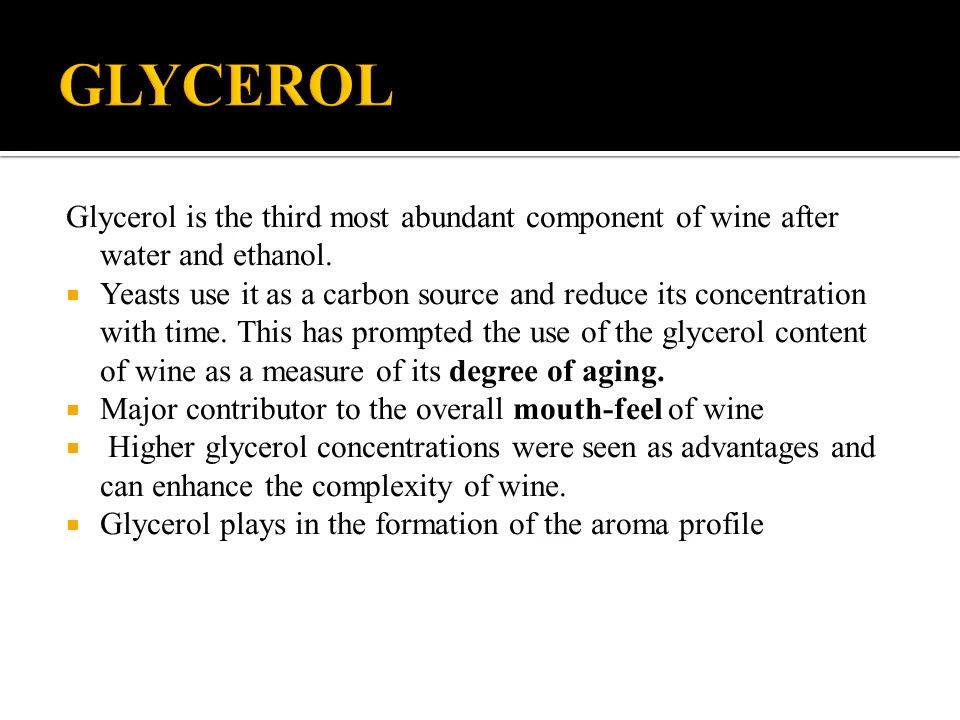 GLYCEROL
Glycerol is the third most abundant component of wine after
water and ethanol.
Yeasts use it as a carbon source and reduce its concentration
with time. This has prompted the use of the glycerol content
of wine as a measure of its degree of aging.
Major contributor to the overall mouth-feel of wine
Higher glycerol concentrations were seen as advantages and
can enhance the complexity of wine.
Glycerol plays in the formation of the aroma profile